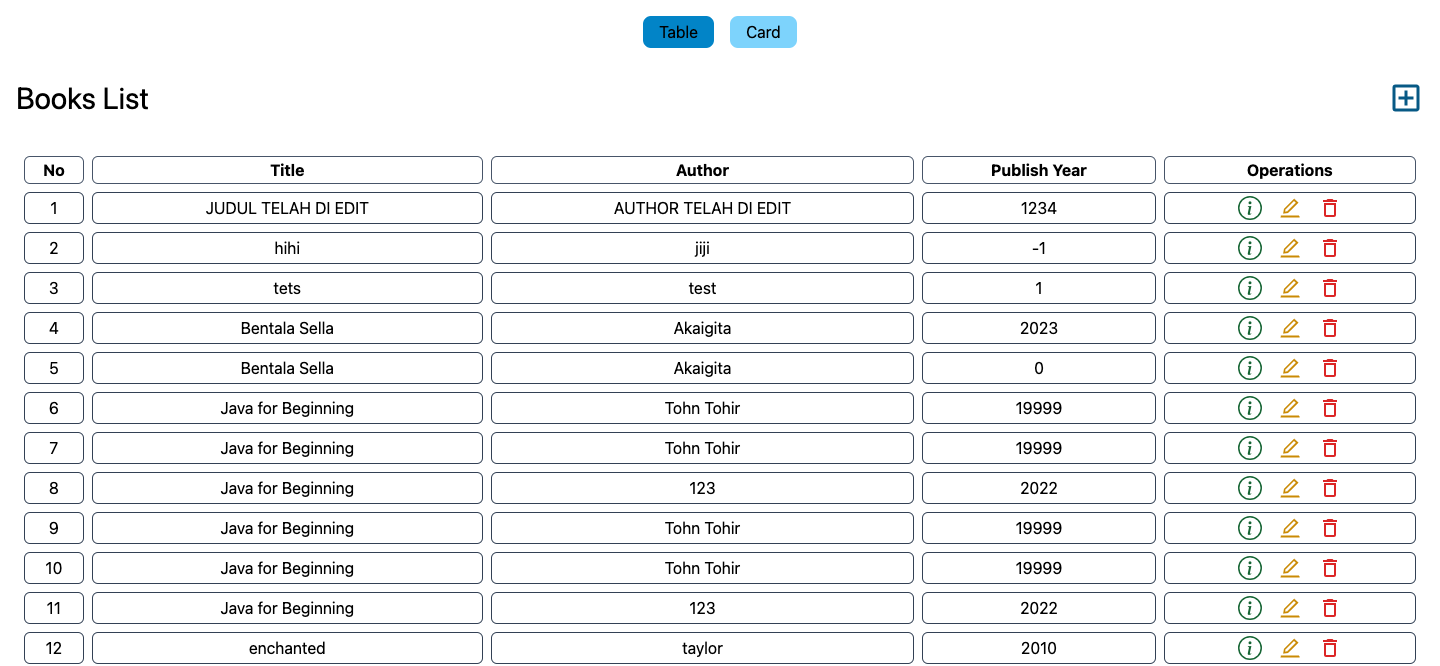 Table Card
Books List
No Title Author Publish Year Operations
1 JUDUL TELAH DI EDIT AUTHOR TELAH DI EDIT 1234
2 hihi jiji -1
3 tets test 1
4 Bentala Sella Akaigita 2023
5 Bentala Sella Akaigita 0
6 Java for Beginning Tohn Tohir 19999
7 Java for Beginning Tohn Tohir 19999
8 Java for Beginning 123 2022
9 Java for Beginning Tohn Tohir 19999
10 Java for Beginning Tohn Tohir 19999
11 Java for Beginning 123 2022
12 enchanted taylor 2010